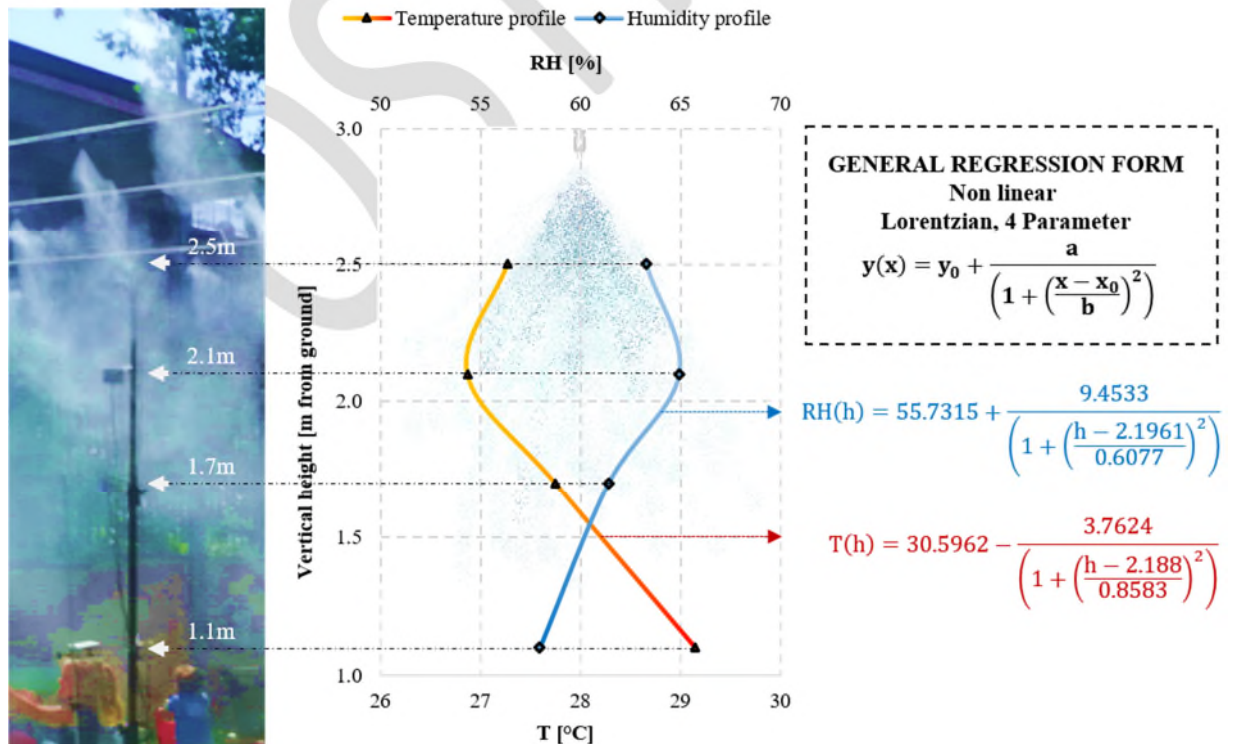 Temperature profile Humidity profile
RH [%]
50 55 60 65 70
3.0
2.5
2.0
1.5
1.0
Vertical height [m from ground]
26 27 28 29 30
T [°C]
2.5m
2.1m
1.7m
1.1m
GENERAL REGRESSION FORM
Non linear
Lorentzian, 4 Parameter
y(x) = y₀ + a / (1 + ((x − x₀) / b)²)
RH(h) = 55.7315 + 9.4533 / (1 + ((h − 2.1961) / 0.6077)²)
T(h) = 30.5962 − 3.7624 / (1 + ((h − 2.188) / 0.8583)²)